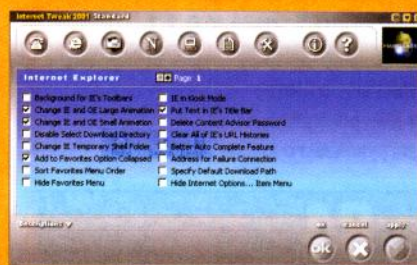 Internet Tweak 2001 Standard
Internet Explorer
Page: 1
Background for IE's Toolbars
Change IE and OE Large Animation
Change IE and OE Small Animation
Disable Select Download Directory
Change IE Temporary Shell Folder
Add to Favorites Option Collapsed
Sort Favorites Menu Order
Hide Favorites Menu
IE in Kiosk Mode
Put Text in IE's Title Bar
Delete Content Advisor Password
Clear All of IE's URL Histories
Better Auto Complete Feature
Address for Failure Connection
Specify Default Download Path
Hide Internet Options... Item Menu
Descriptions
OK Cancel Apply
OK